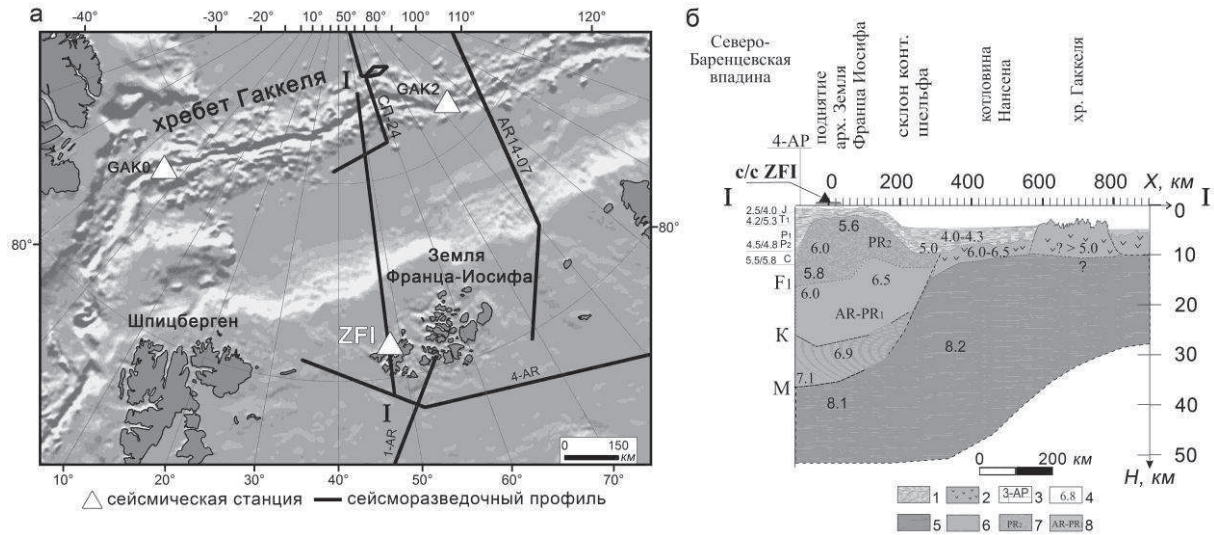 а
-40°
-30°
-20°
-10°
0°
10°
50°
80°
90°
100°
110°
120°
хребет Гаккеля
I
GAK2
СП-24
AR14-07
GAK0
80°
80°
Земля
Франца-Иосифа
Шпицберген
ZFI
4-AR
I
1-AR
0 150
км
10°
20°
30°
40°
50°
60°
70°
сейсмическая станция
сейсморазведочный профиль
б
Северо-
Баренцевская
впадина
поднятие
арх. Земля
Франца Иосифа
склон конт.
шельфа
котловина
Нансена
хр. Гаккеля
4-АР
с/с ZFI
I
0 200 400 600 800 X, км
I
2.5/4.0 J
4.2/5.3 T1
P1
4.5/4.8 P2
5.5/5.8 C
F1
K
M
5.6
6.0
PR2
5.0
4.0-4.3
6.0-6.5
? > 5.0
?
5.8
6.0
6.5
AR-PR1
6.9
7.1
8.1
8.2
0
10
20
30
40
50
H, км
0 200 км
1
2
3-АР 3
6.8 4
5
6
PR2 7
AR-PR1 8